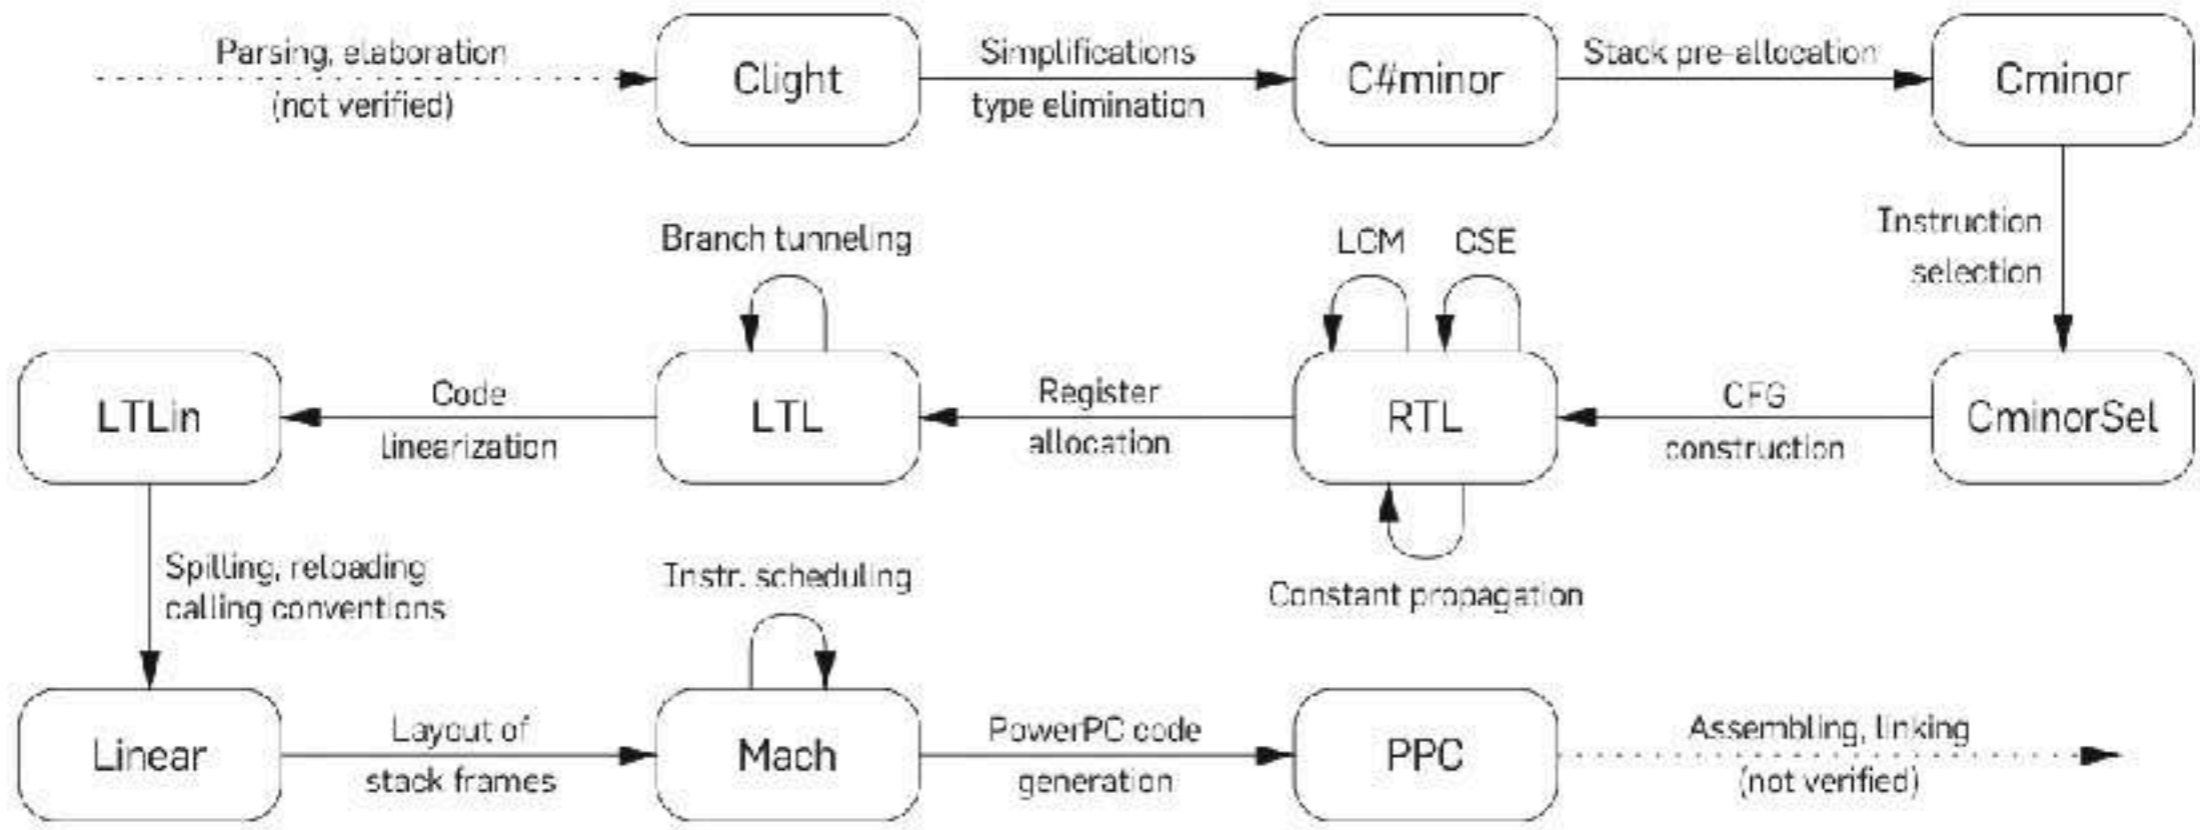 Parsing, elaboration
(not verified)
Clight
Simplifications
type elimination
C#minor
Stack pre-allocation
Cminor
Instruction
selection
Branch tunneling
LCM
CSE
LTLin
Code
linearization
LTL
Register
allocation
RTL
CFG
construction
CminorSel
Spilling, reloading
calling conventions
Instr. scheduling
Constant propagation
Linear
Layout of
stack frames
Mach
PowerPC code
generation
PPC
Assembling, linking
(not verified)